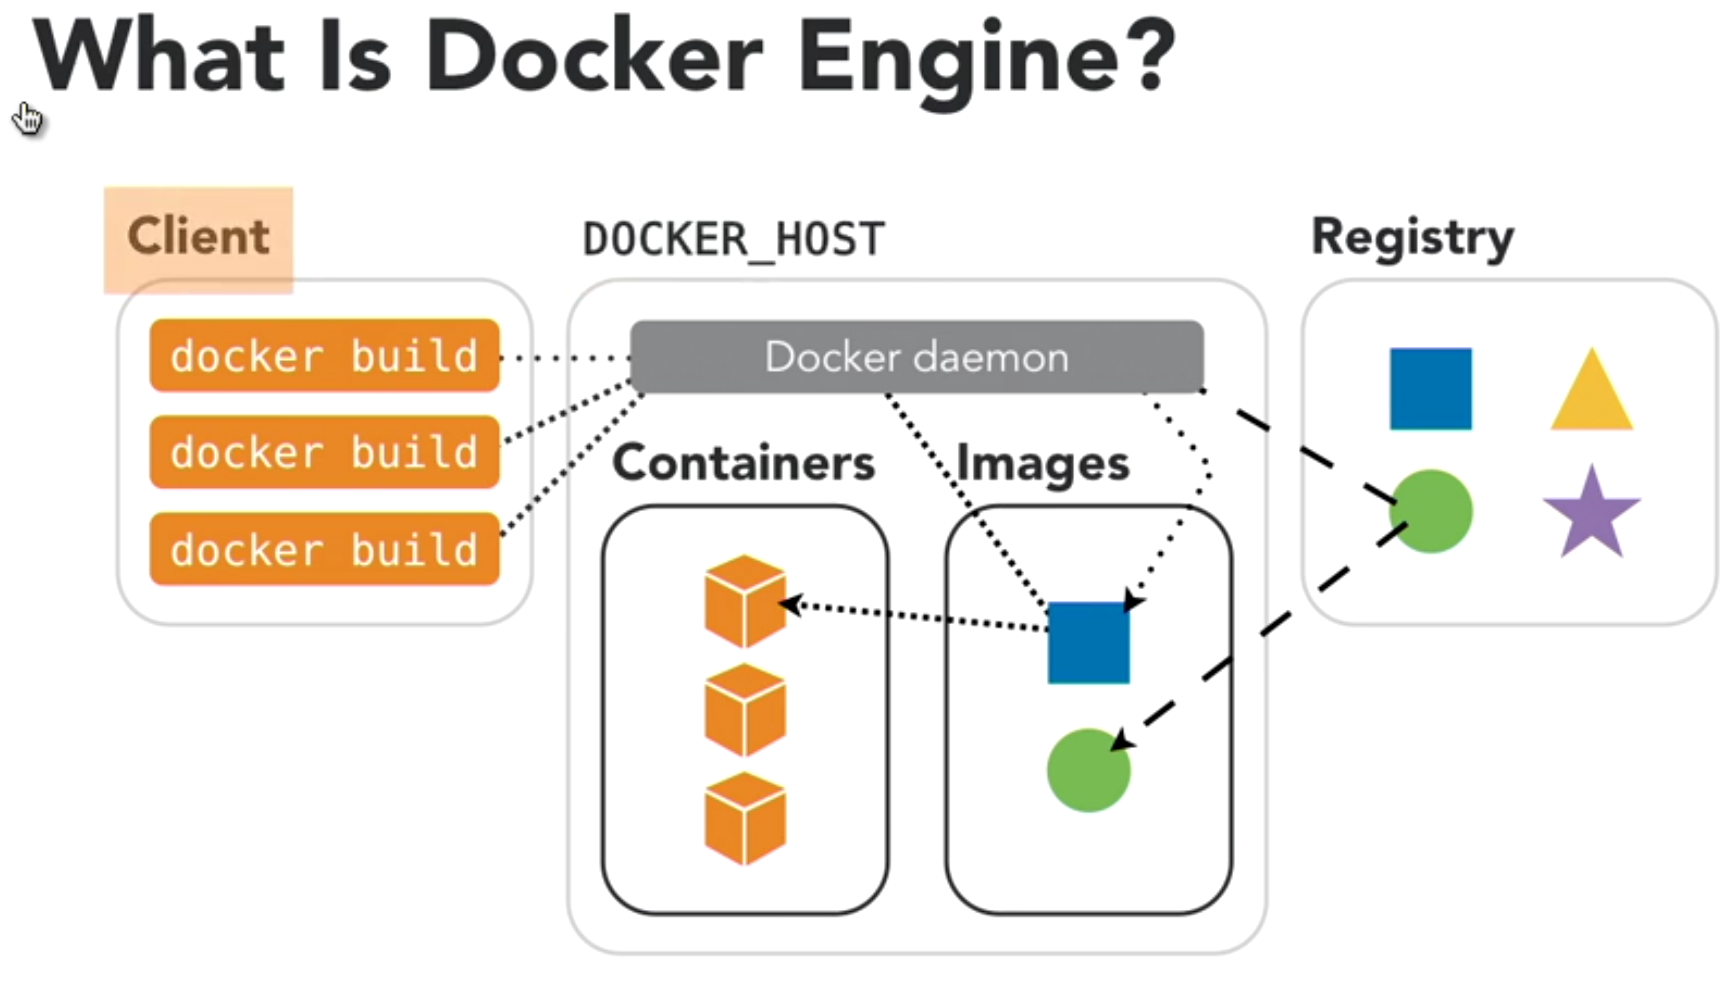 What Is Docker Engine?
Client
DOCKER_HOST
Registry
docker build
docker build
docker build
Docker daemon
Containers
Images